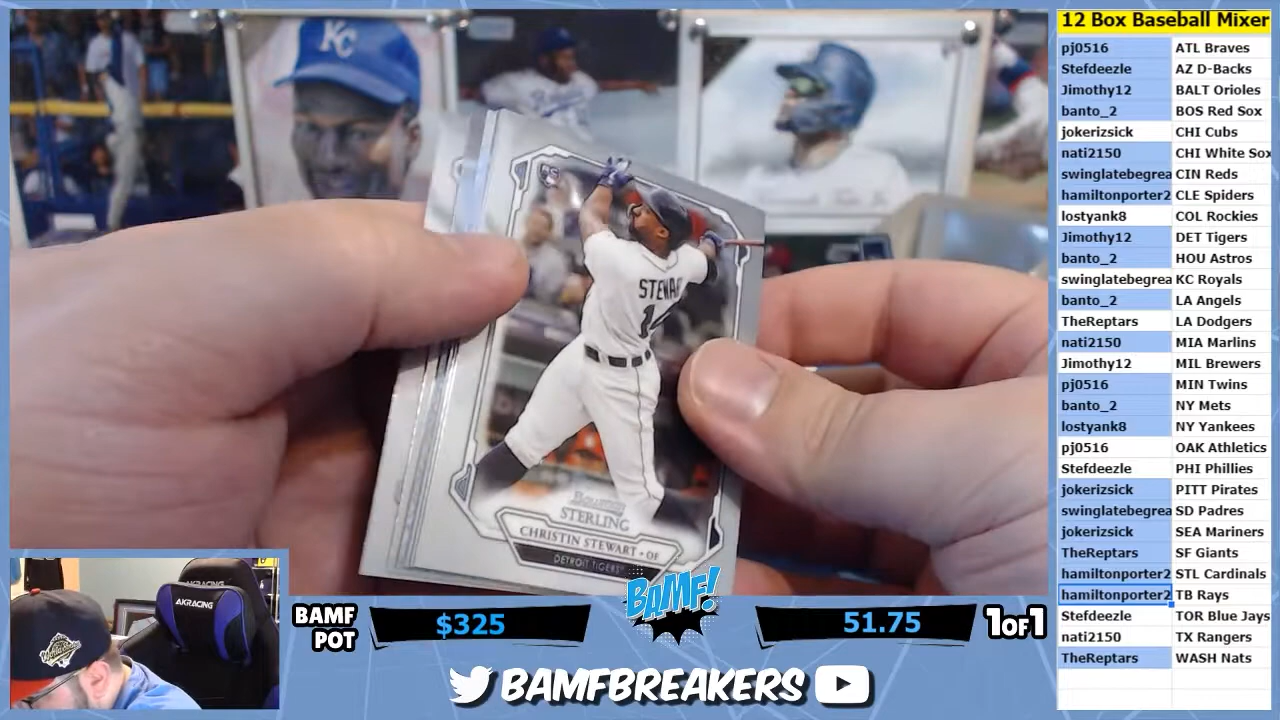 12 Box Baseball Mixer
pj0516 ATL Braves
Stefdeezle AZ D-Backs
Jimothy12 BALT Orioles
banto_2 BOS Red Sox
jokerizsick CHI Cubs
nati2150 CHI White Sox
swinglatebegrea CIN Reds
hamiltonporter2 CLE Spiders
lostyank8 COL Rockies
Jimothy12 DET Tigers
banto_2 HOU Astros
swinglatebegrea KC Royals
banto_2 LA Angels
TheReptars LA Dodgers
nati2150 MIA Marlins
Jimothy12 MIL Brewers
pj0516 MIN Twins
banto_2 NY Mets
lostyank8 NY Yankees
pj0516 OAK Athletics
Stefdeezle PHI Phillies
jokerizsick PITT Pirates
swinglatebegrea SD Padres
jokerizsick SEA Mariners
TheReptars SF Giants
hamiltonporter2 STL Cardinals
hamiltonporter2 TB Rays
Stefdeezle TOR Blue Jays
nati2150 TX Rangers
TheReptars WASH Nats
KC
STEWAR
14
BOWMAN
STERLING
CHRISTIN STEWART • OF
DETROIT TIGERS
AKRACING
BAMF
POT
$325
BAMF!
51.75
1OF1
BAMFBREAKERS